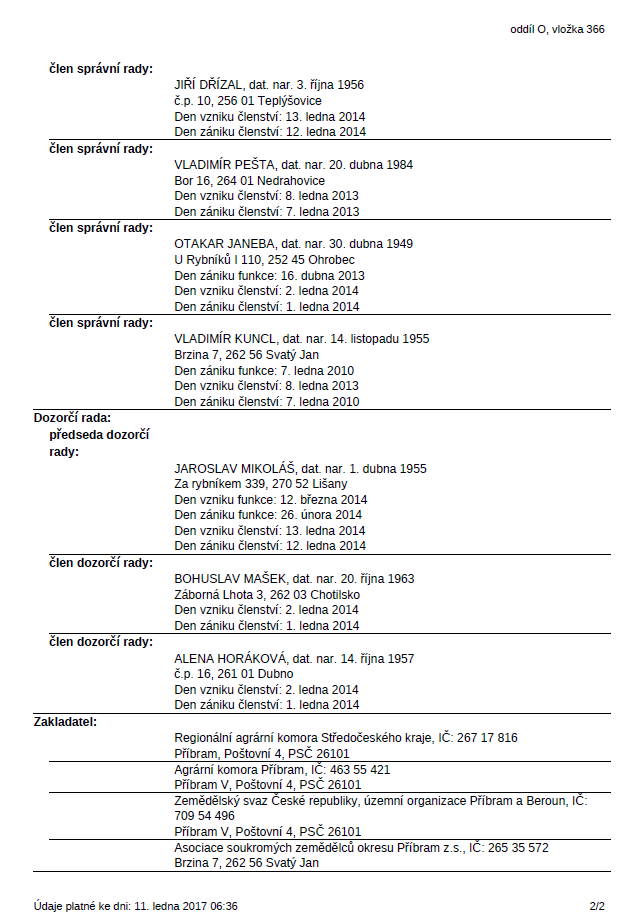 oddíl O, vložka 366
člen správní rady:
JIŘÍ DŘÍZAL, dat. nar. 3. října 1956
č.p. 10, 256 01 Teplýšovice
Den vzniku členství: 13. ledna 2014
Den zániku členství: 12. ledna 2014
člen správní rady:
VLADIMÍR PEŠTA, dat. nar. 20. dubna 1984
Bor 16, 264 01 Nedrahovice
Den vzniku členství: 8. ledna 2013
Den zániku členství: 7. ledna 2013
člen správní rady:
OTAKAR JANEBA, dat. nar. 30. dubna 1949
U Rybníků I 110, 252 45 Ohrobec
Den zániku funkce: 16. dubna 2013
Den vzniku členství: 2. ledna 2014
Den zániku členství: 1. ledna 2014
člen správní rady:
VLADIMÍR KUNCL, dat. nar. 14. listopadu 1955
Brzina 7, 262 56 Svatý Jan
Den zániku funkce: 7. ledna 2010
Den vzniku členství: 8. ledna 2013
Den zániku členství: 7. ledna 2010
Dozorčí rada:
předseda dozorčí
rady:
JAROSLAV MIKOLÁŠ, dat. nar. 1. dubna 1955
Za rybníkem 339, 270 52 Lišany
Den vzniku funkce: 12. března 2014
Den zániku funkce: 26. února 2014
Den vzniku členství: 13. ledna 2014
Den zániku členství: 12. ledna 2014
člen dozorčí rady:
BOHUSLAV MAŠEK, dat. nar. 20. října 1963
Záborná Lhota 3, 262 03 Chotilsko
Den vzniku členství: 2. ledna 2014
Den zániku členství: 1. ledna 2014
člen dozorčí rady:
ALENA HORÁKOVÁ, dat. nar. 14. října 1957
č.p. 16, 261 01 Dubno
Den vzniku členství: 2. ledna 2014
Den zániku členství: 1. ledna 2014
Zakladatel:
Regionální agrární komora Středočeského kraje, IČ: 267 17 816
Příbram, Poštovní 4, PSČ 26101
Agrární komora Příbram, IČ: 463 55 421
Příbram V, Poštovní 4, PSČ 26101
Zemědělský svaz České republiky, územní organizace Příbram a Beroun, IČ:
709 54 496
Příbram V, Poštovní 4, PSČ 26101
Asociace soukromých zemědělců okresu Příbram z.s., IČ: 265 35 572
Brzina 7, 262 56 Svatý Jan
Údaje platné ke dni: 11. ledna 2017 06:36
2/2